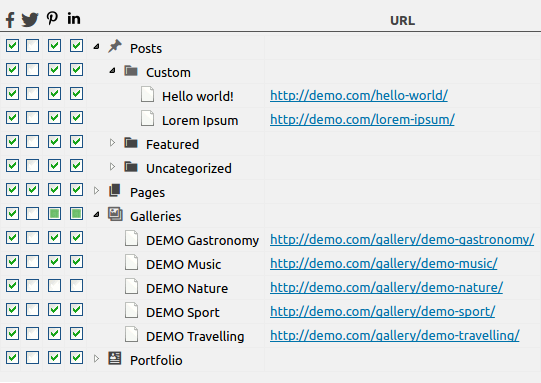 URL
Posts
Custom
Hello world! http://demo.com/hello-world/
Lorem Ipsum http://demo.com/lorem-ipsum/
Featured
Uncategorized
Pages
Galleries
DEMO Gastronomy http://demo.com/gallery/demo-gastronomy/
DEMO Music http://demo.com/gallery/demo-music/
DEMO Nature http://demo.com/gallery/demo-nature/
DEMO Sport http://demo.com/gallery/demo-sport/
DEMO Travelling http://demo.com/gallery/demo-travelling/
Portfolio